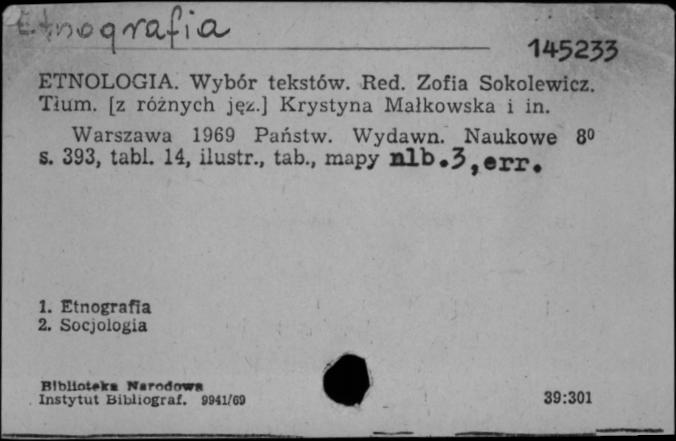 Etnografia
145233
ETNOLOGIA. Wybór tekstów. Red. Zofia Sokolewicz.
Tłum. [z różnych jęz.] Krystyna Małkowska i in.
Warszawa 1969 Państw. Wydawn. Naukowe 8⁰
s. 393, tabl. 14, ilustr., tab., mapy nlb.3, err.
1. Etnografia
2. Socjologia
Biblioteka Narodowa
Instytut Bibliograf. 9941/69
39:301